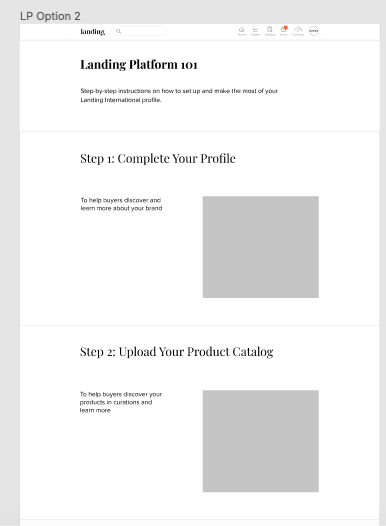 LP Option 2
landing
Landing Platform 101
Step-by-step instructions on how to set up and make the most of your
Landing International profile.
Step 1: Complete Your Profile
To help buyers discover and
learn more about your brand
Step 2: Upload Your Product Catalog
To help buyers discover your
products in curations and
learn more